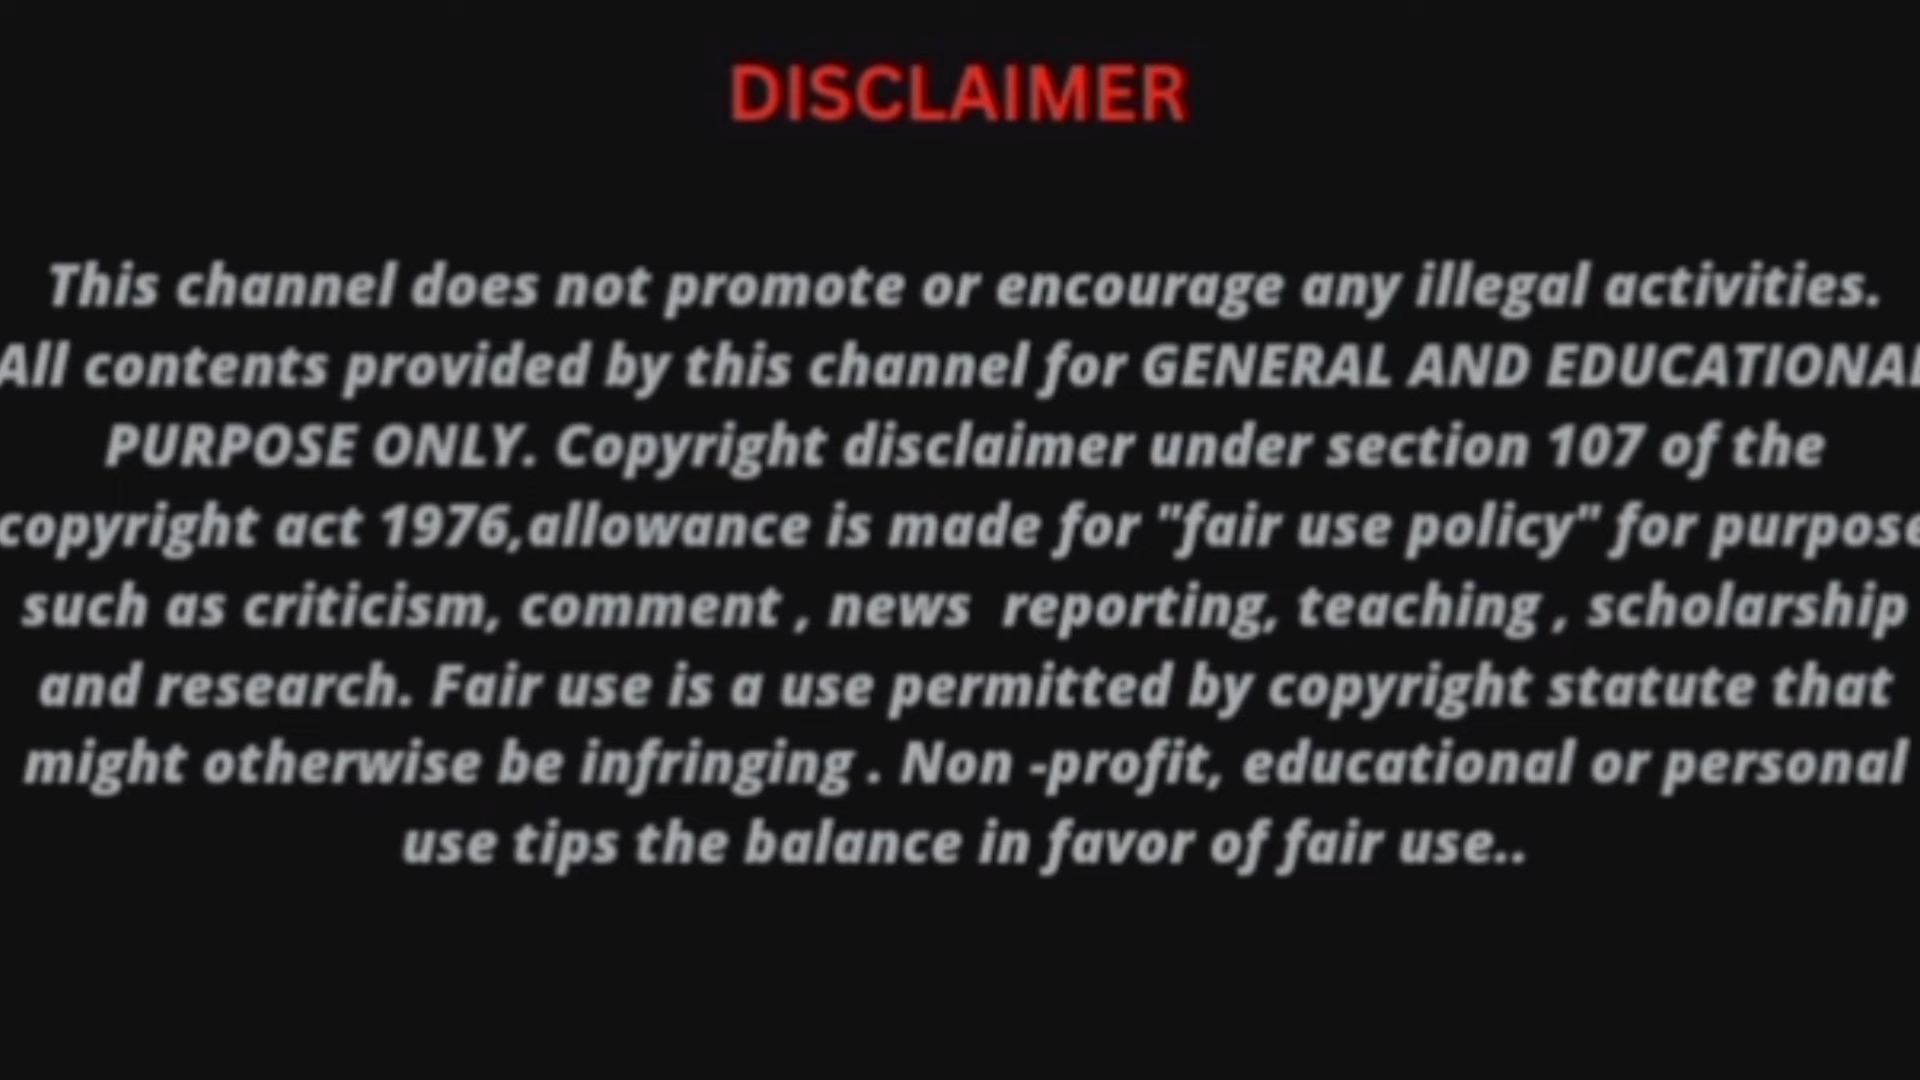 DISCLAIMER
This channel does not promote or encourage any illegal activities.
All contents provided by this channel for GENERAL AND EDUCATIONAL
PURPOSE ONLY. Copyright disclaimer under section 107 of the
copyright act 1976,allowance is made for "fair use policy" for purpose
such as criticism, comment , news  reporting, teaching , scholarship
and research. Fair use is a use permitted by copyright statute that
might otherwise be infringing . Non -profit, educational or personal
use tips the balance in favor of fair use..